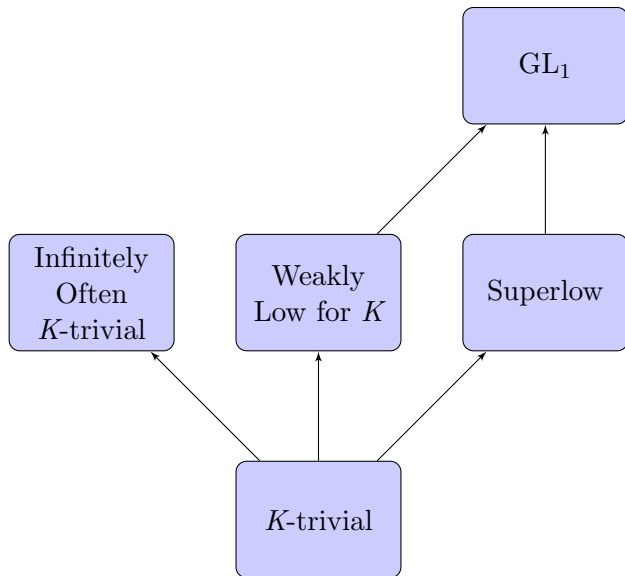 GL₁
Infinitely
Often
K-trivial
Weakly
Low for K
Superlow
K-trivial